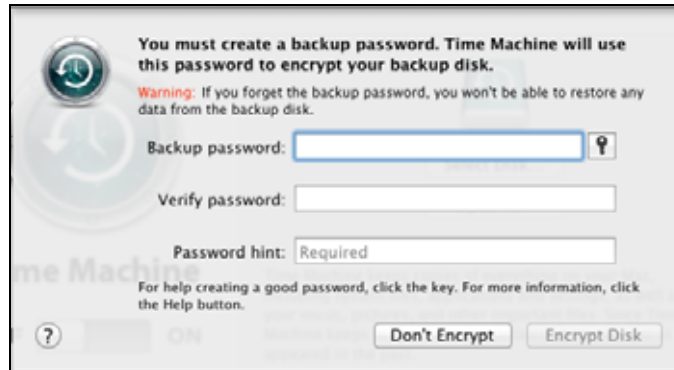 You must create a backup password. Time Machine will use
this password to encrypt your backup disk.
Warning: If you forget the backup password, you won't be able to restore any
data from the backup disk.
Backup password:
Verify password:
Password hint: Required
me Machine
For help creating a good password, click the key. For more information, click
the Help button.
? ON Don't Encrypt Encrypt Disk